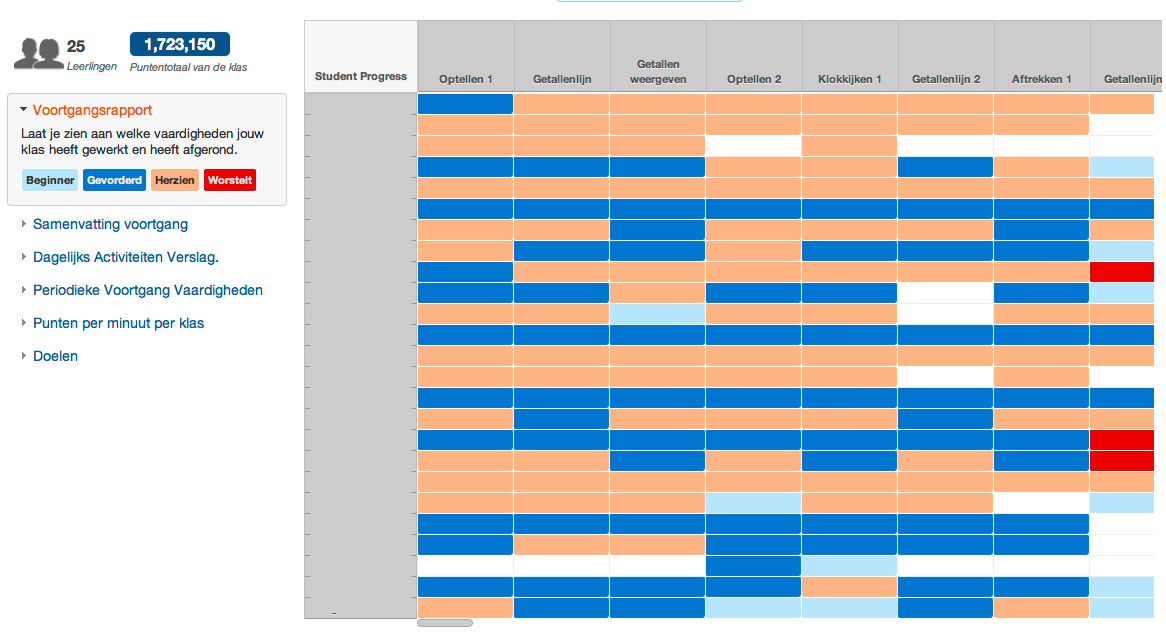 25
Leerlingen
1,723,150
Puntentotaal van de klas
Voortgangsrapport
Laat je zien aan welke vaardigheden jouw
klas heeft gewerkt en heeft afgerond.
Beginner Gevorderd Herzien Worstelt
Samenvatting voortgang
Dagelijks Activiteiten Verslag.
Periodieke Voortgang Vaardigheden
Punten per minuut per klas
Doelen
Student Progress
Optellen 1
Getallenlijn
Getallen
weergeven
Optellen 2
Klokkijken 1
Getallenlijn 2
Aftrekken 1
Getallenlijn